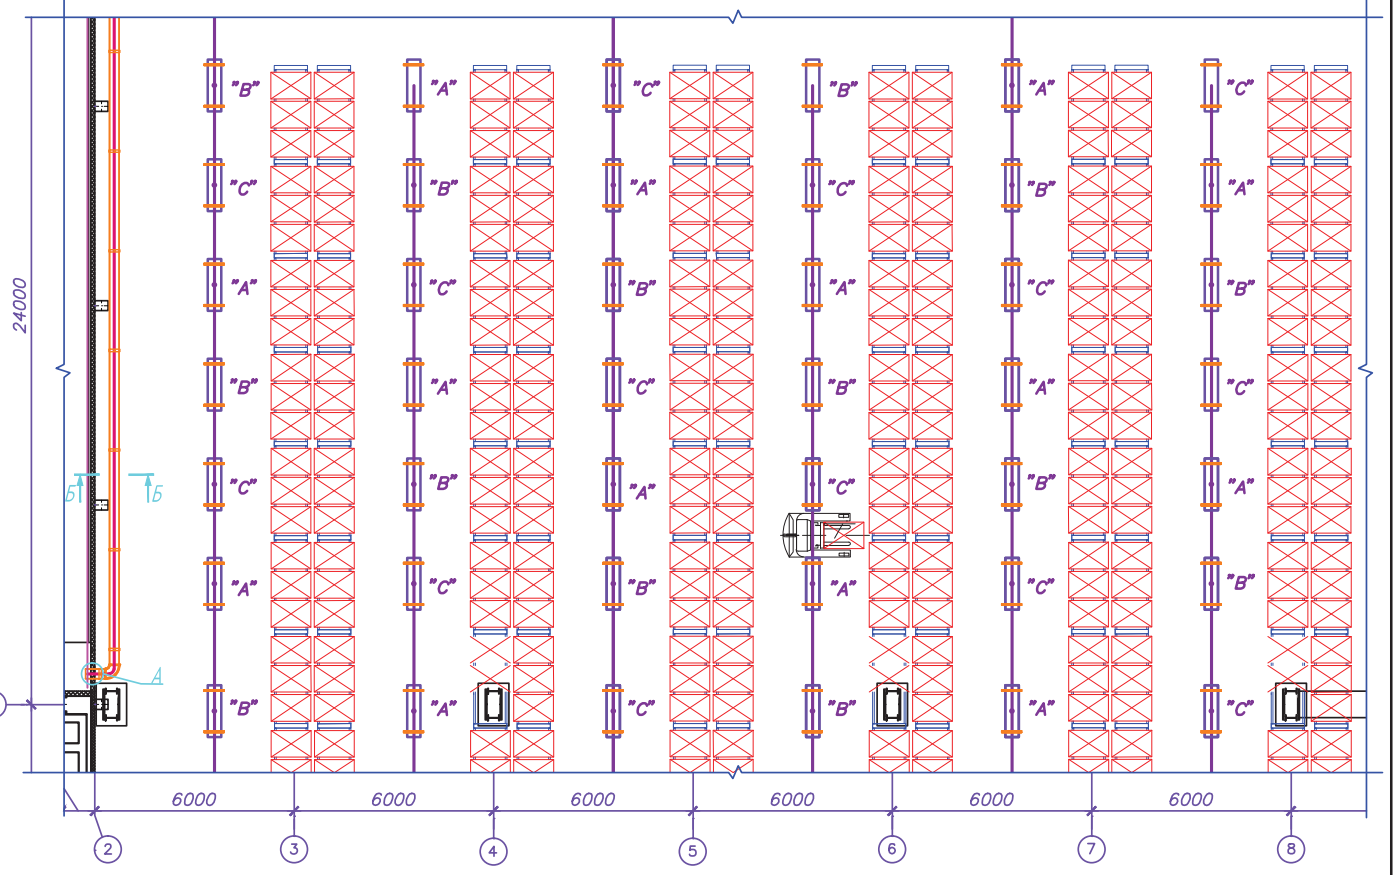 "B" "A" "C" "B" "A" "C"
"C" "B" "A" "C" "B" "A"
"A" "C" "B" "A" "C" "B"
24000
"B" "A" "C" "B" "A" "C"
Б Б "C" "B" "A" "C" "B" "A"
"A" "C" "B" "A" "C" "B"
А
"B" "A" "C" "B" "A" "C"
6000 6000 6000 6000 6000 6000
2 3 4 5 6 7 8